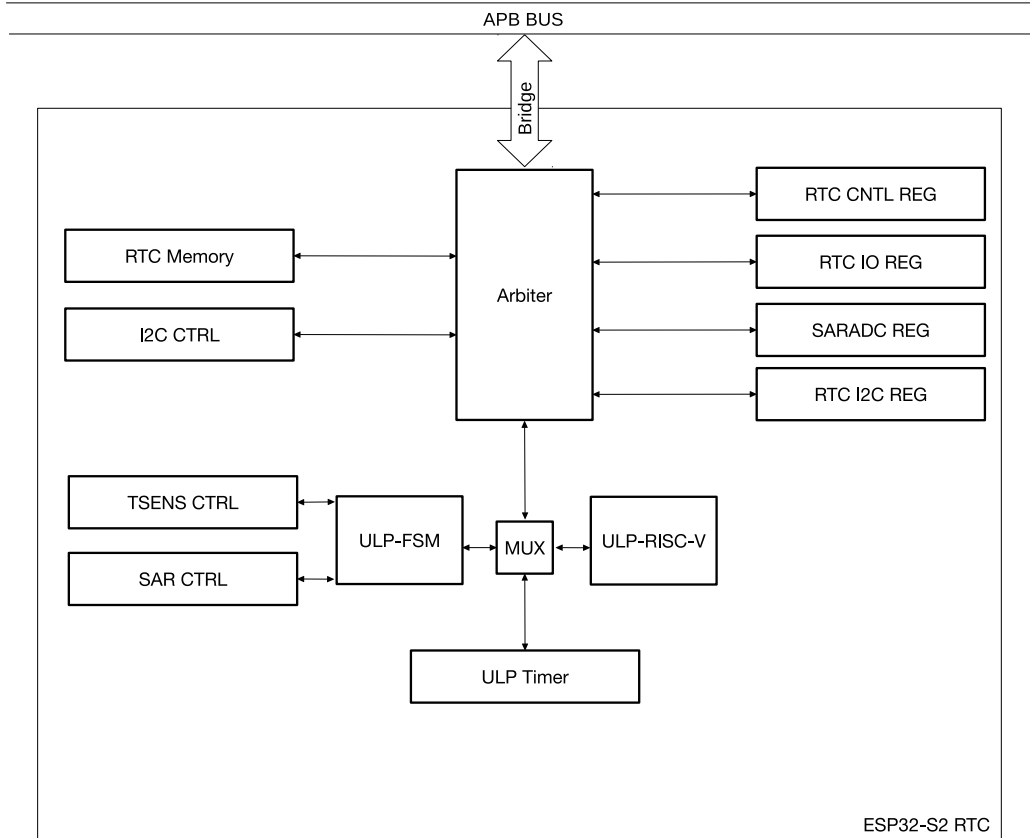 APB BUS
Bridge
RTC CNTL REG
RTC Memory
RTC IO REG
Arbiter
I2C CTRL
SARADC REG
RTC I2C REG
TSENS CTRL
ULP-FSM
MUX
ULP-RISC-V
SAR CTRL
ULP Timer
ESP32-S2 RTC